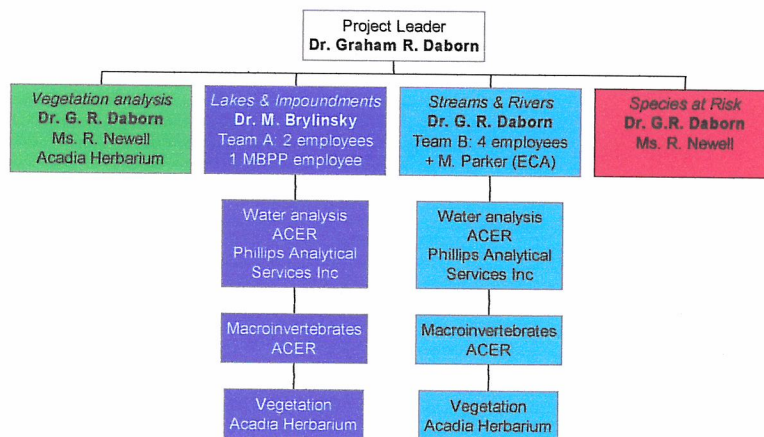 Project Leader
Dr. Graham R. Daborn
Vegetation analysis
Dr. G. R. Daborn
Ms. R. Newell
Acadia Herbarium
Lakes & Impoundments
Dr. M. Brylinsky
Team A: 2 employees
1 MBPP employee
Streams & Rivers
Dr. G. R. Daborn
Team B: 4 employees
+ M. Parker (ECA)
Species at Risk
Dr. G.R. Daborn
Ms. R. Newell
Water analysis
ACER
Phillips Analytical
Services Inc
Water analysis
ACER
Phillips Analytical
Services Inc
Macroinvertebrates
ACER
Macroinvertebrates
ACER
Vegetation
Acadia Herbarium
Vegetation
Acadia Herbarium